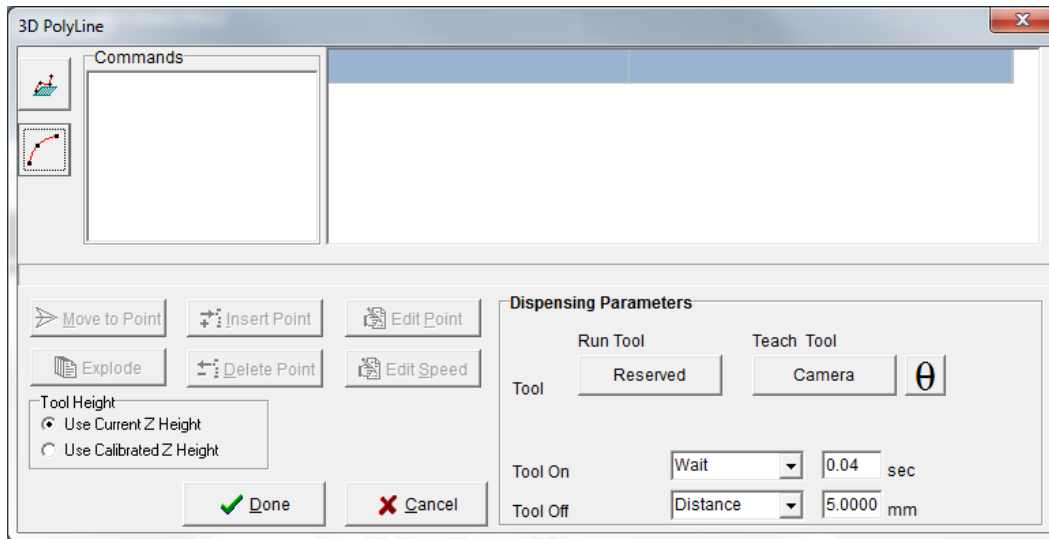 3D PolyLine
Commands
Move to Point
Insert Point
Edit Point
Explode
Delete Point
Edit Speed
Tool Height
Use Current Z Height
Use Calibrated Z Height
Done
Cancel
Dispensing Parameters
Run Tool
Teach Tool
Tool
Reserved
Camera
θ
Tool On
Wait
0.04
sec
Tool Off
Distance
5.0000
mm